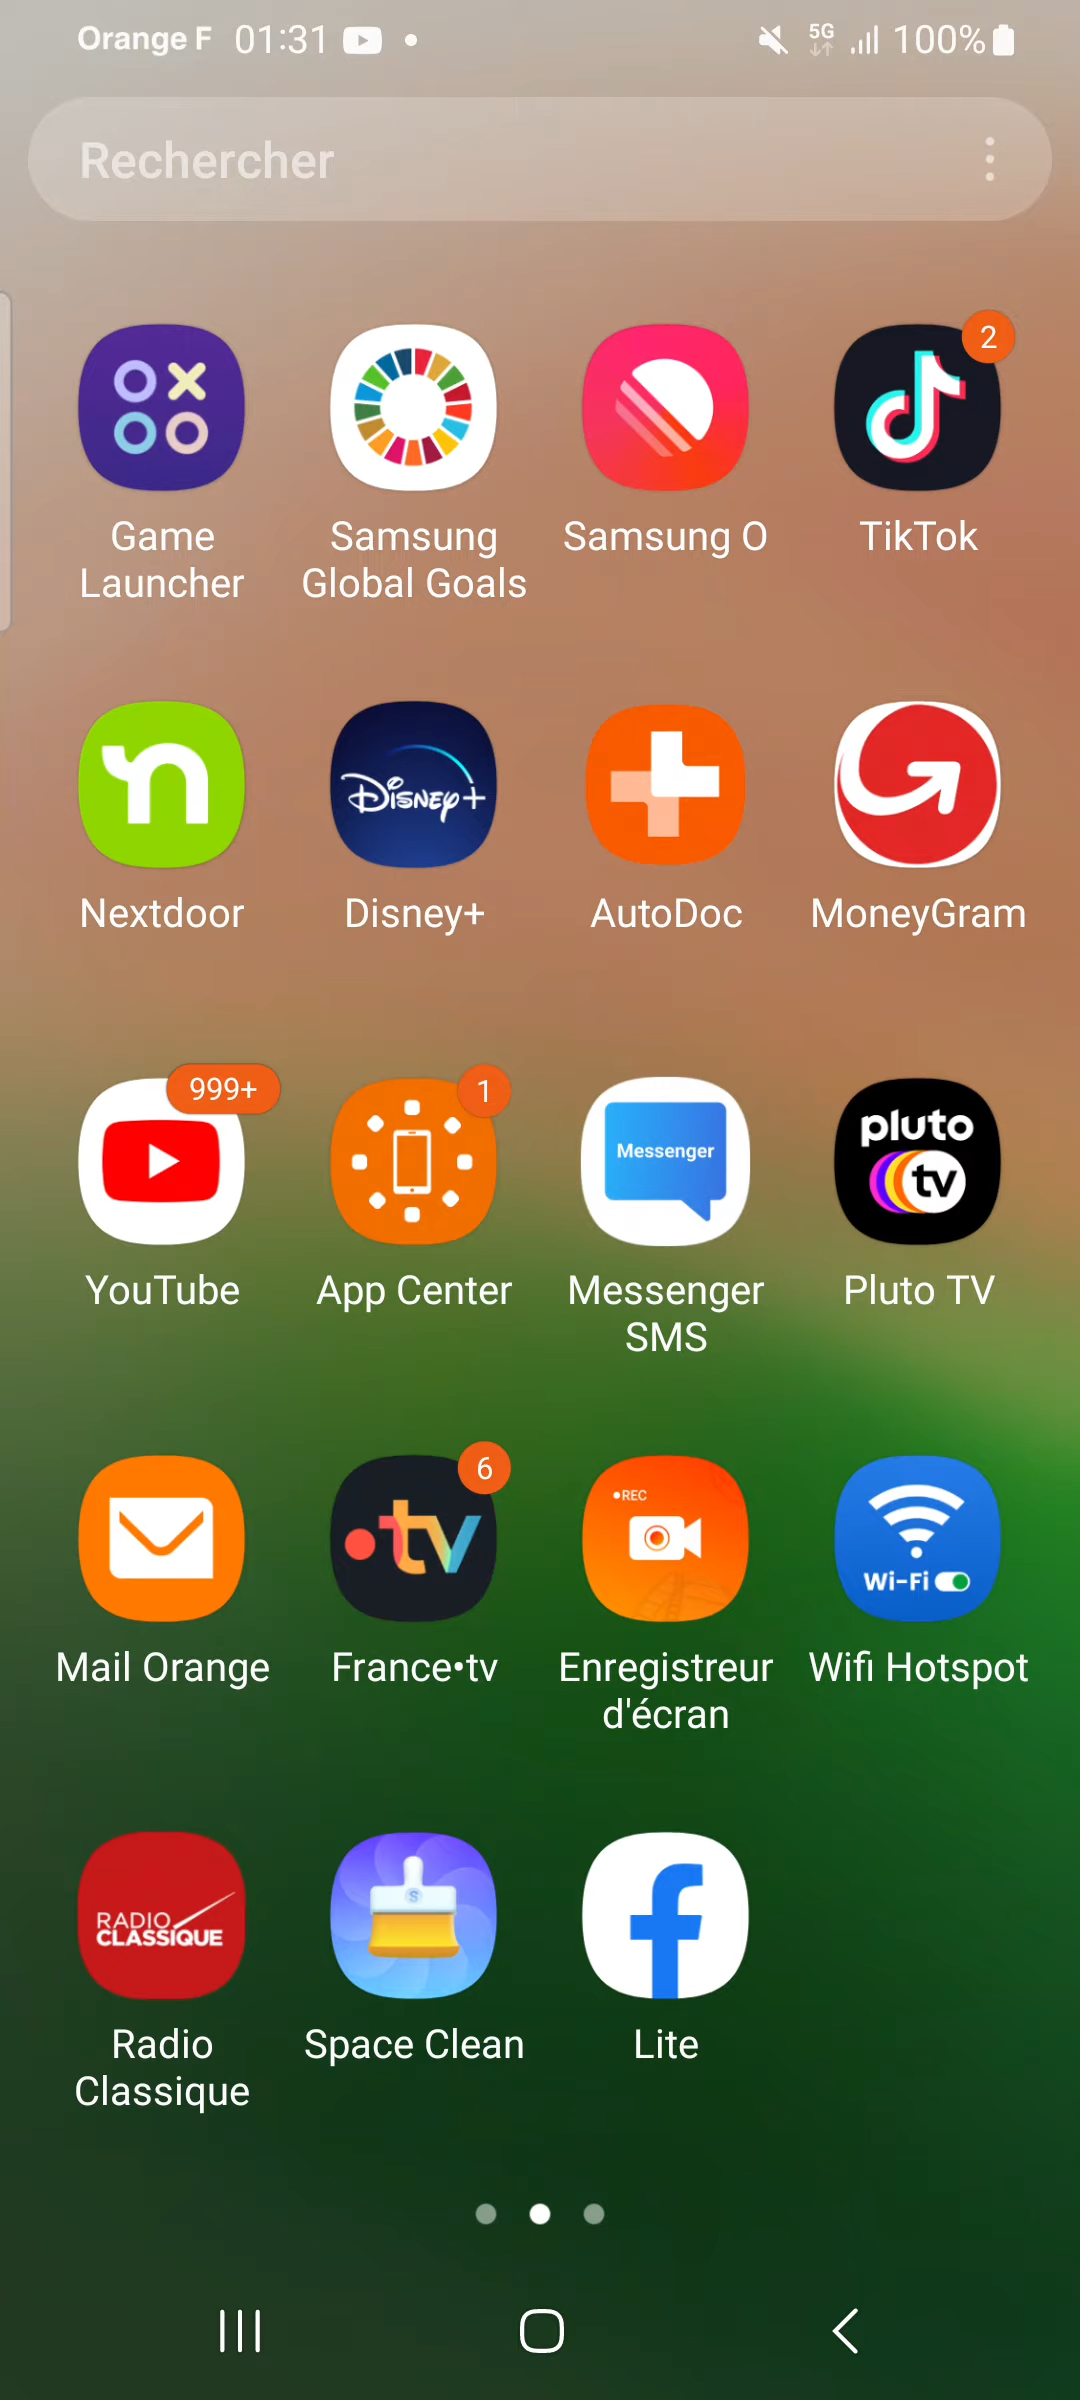 Orange F 01:31 5G 100%
Rechercher
2
Game
Launcher
Samsung
Global Goals
Samsung O
TikTok
Disney+
Nextdoor
Disney+
AutoDoc
MoneyGram
999+
1
Messenger
pluto
tv
YouTube
App Center
Messenger
SMS
Pluto TV
6
tv
REC
Wi-Fi
Mail Orange
France•tv
Enregistreur
d'écran
Wifi Hotspot
RADIO
CLASSIQUE
S
Radio
Classique
Space Clean
Lite